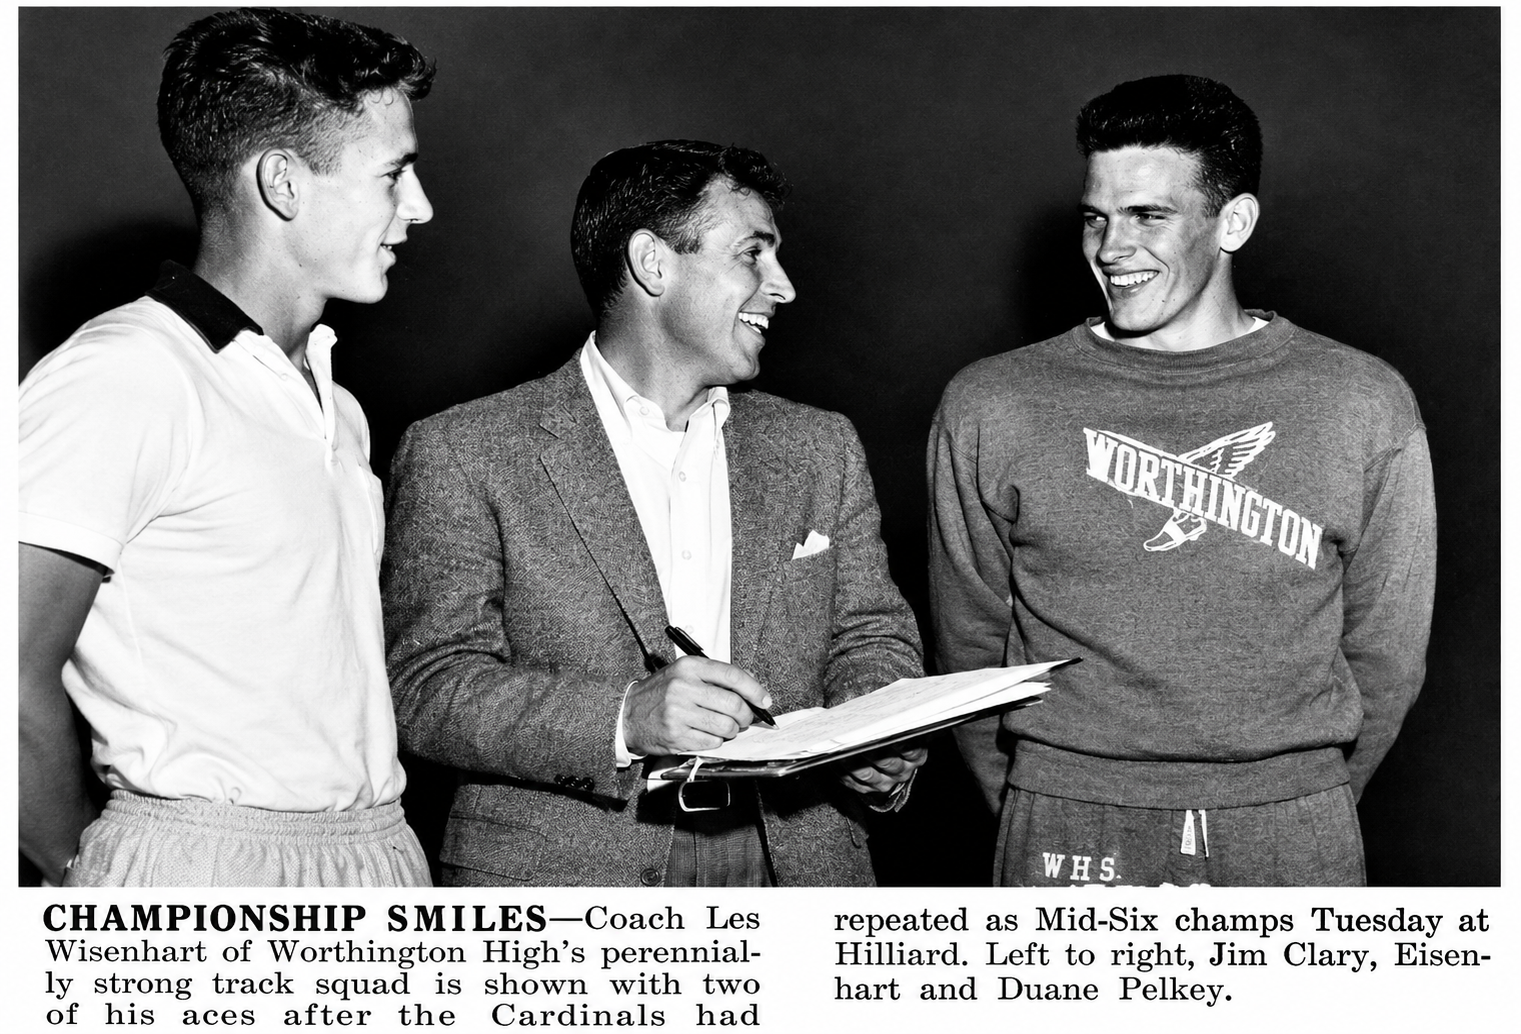 WORTHINGTON
W H S.
CHAMPIONSHIP SMILES—Coach Les
Wisenhart of Worthington High's perennial-
ly strong track squad is shown with two
of his aces after the Cardinals had
repeated as Mid-Six champs Tuesday at
Hilliard. Left to right, Jim Clary, Eisen-
hart and Duane Pelkey.